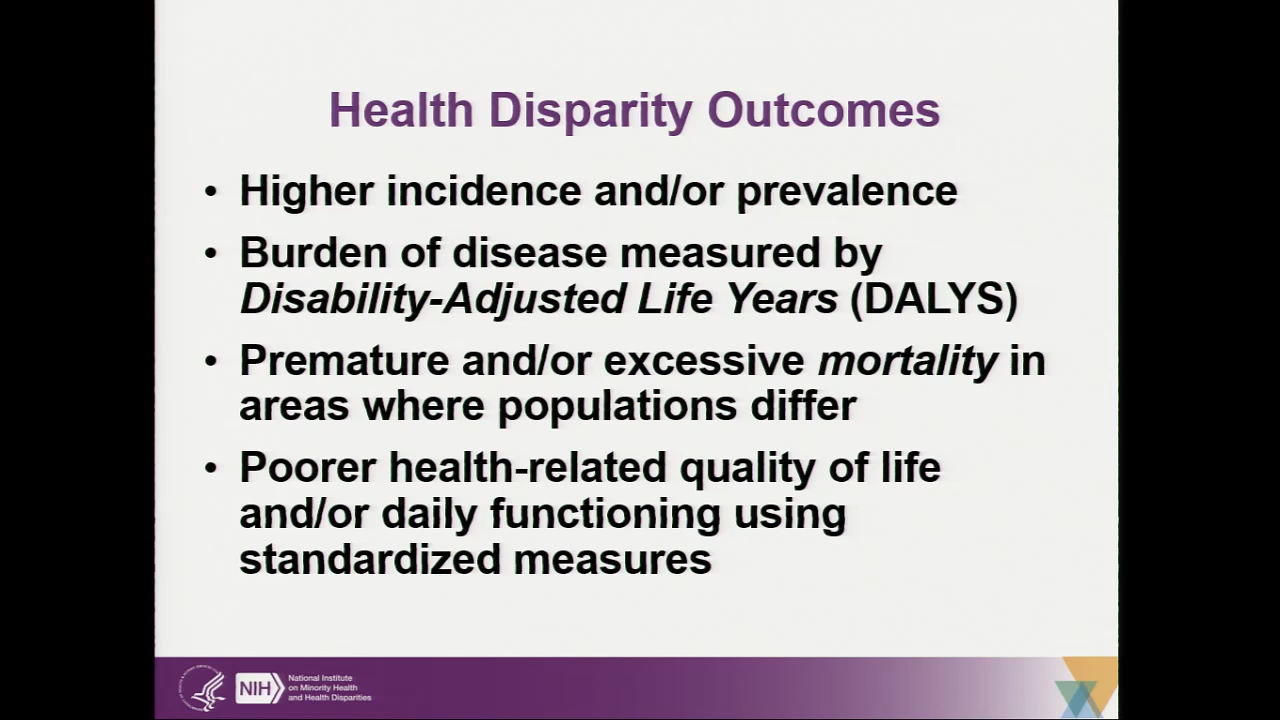 Health Disparity Outcomes
• Higher incidence and/or prevalence
• Burden of disease measured by
Disability-Adjusted Life Years (DALYS)
• Premature and/or excessive mortality in
areas where populations differ
• Poorer health-related quality of life
and/or daily functioning using
standardized measures
NIH
National Institute
on Minority Health
and Health Disparities